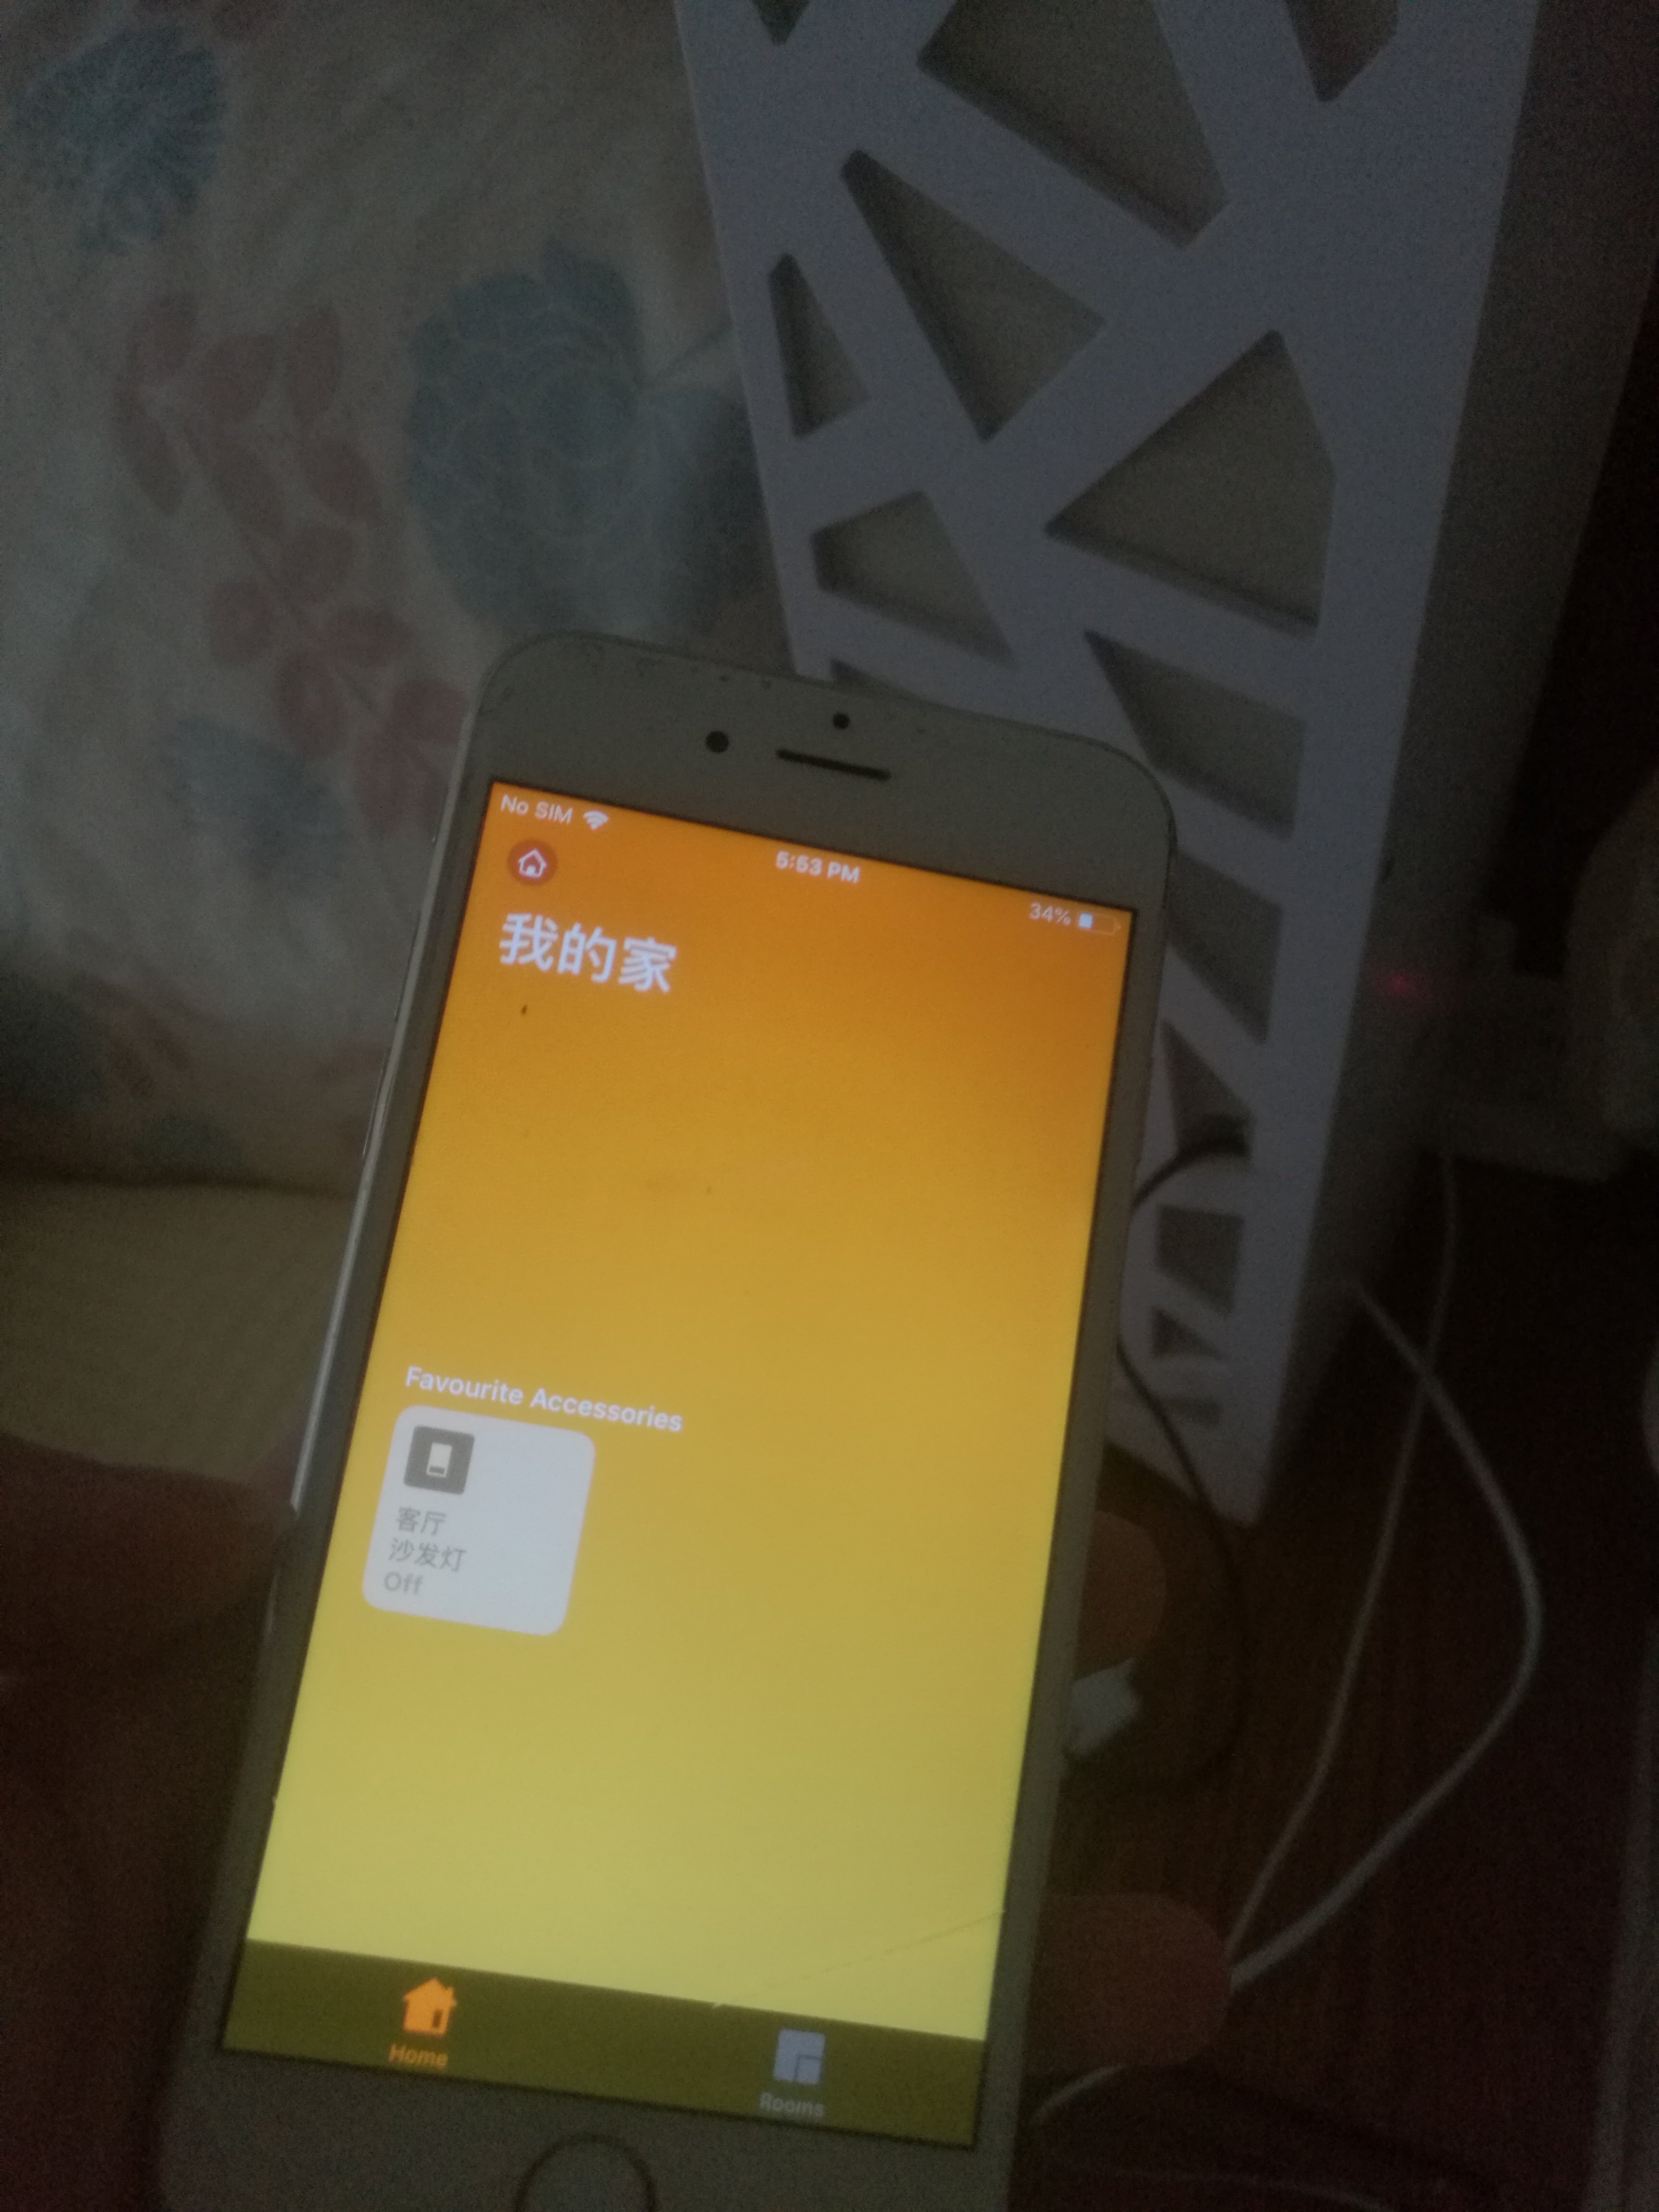 No SIM
5:53 PM
34%
我的家
Favourite Accessories
客厅
沙发灯
Off
Home
Rooms